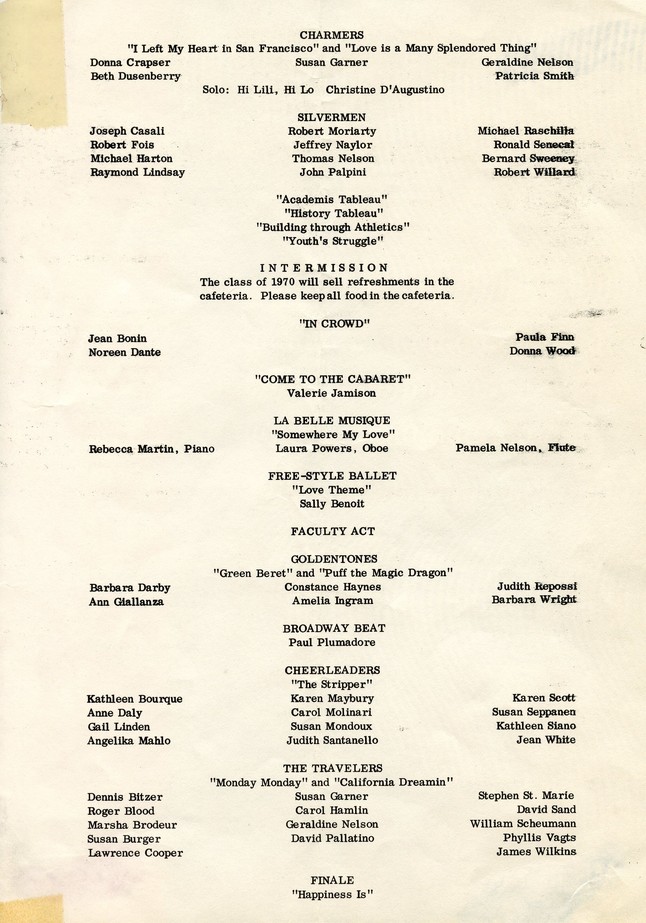 CHARMERS
"I Left My Heart in San Francisco" and "Love is a Many Splendored Thing"
Donna Crapser Susan Garner Geraldine Nelson
Beth Dusenberry Patricia Smith
Solo: Hi Lili, Hi Lo Christine D'Augustino
SILVERMEN
Joseph Casali Robert Moriarty Michael Raschilla
Robert Fois Jeffrey Naylor Ronald Senecal
Michael Harton Thomas Nelson Bernard Sweeney
Raymond Lindsay John Palpini Robert Willard
"Academis Tableau"
"History Tableau"
"Building through Athletics"
"Youth's Struggle"
INTERMISSION
The class of 1970 will sell refreshments in the
cafeteria. Please keep all food in the cafeteria.
"IN CROWD"
Jean Bonin Paula Finn
Noreen Dante Donna Wood
"COME TO THE CABARET"
Valerie Jamison
LA BELLE MUSIQUE
"Somewhere My Love"
Rebecca Martin, Piano Laura Powers, Oboe Pamela Nelson, Flute
FREE-STYLE BALLET
"Love Theme"
Sally Benoit
FACULTY ACT
GOLDENTONES
"Green Beret" and "Puff the Magic Dragon"
Barbara Darby Constance Haynes Judith Repossi
Ann Giallanza Amelia Ingram Barbara Wright
BROADWAY BEAT
Paul Plumadore
CHEERLEADERS
"The Stripper"
Kathleen Bourque Karen Maybury Karen Scott
Anne Daly Carol Molinari Susan Seppanen
Gail Linden Susan Mondoux Kathleen Siano
Angelika Mahlo Judith Santanello Jean White
THE TRAVELERS
"Monday Monday" and "California Dreamin"
Dennis Bitzer Susan Garner Stephen St. Marie
Roger Blood Carol Hamlin David Sand
Marsha Brodeur Geraldine Nelson William Scheumann
Susan Burger David Pallatino Phyllis Vagts
Lawrence Cooper James Wilkins
FINALE
"Happiness Is"